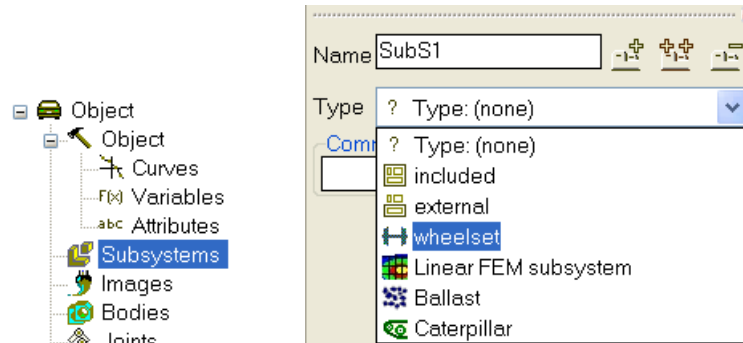 Object
Object
Curves
F(x) Variables
abc Attributes
Subsystems
Images
Bodies
Joints
Name SubS1
Type ? Type: (none)
Comm
? Type: (none)
included
external
wheelset
Linear FEM subsystem
Ballast
Caterpillar